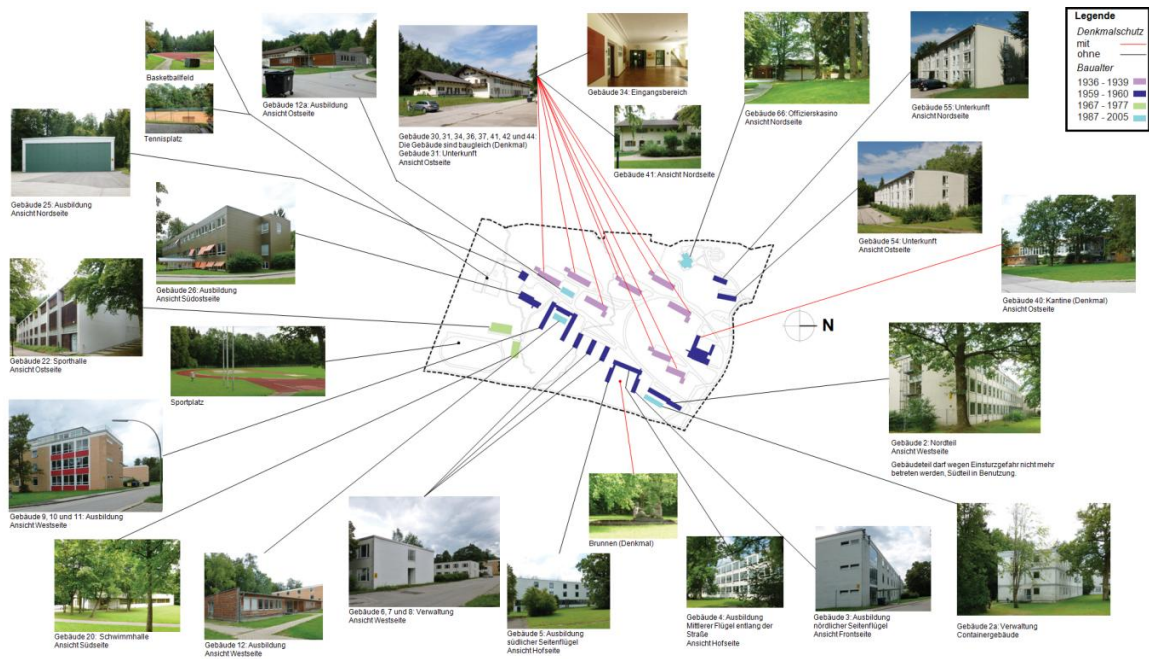 Legende
Denkmalschutz
mit
ohne
Baualter
1936 - 1939
1959 - 1960
1967 - 1977
1987 - 2005
Basketballfeld
Tennisplatz
Gebäude 12a: Ausbildung
Ansicht Ostseite
Gebäude 30, 31, 34, 36, 37, 41, 42 und 44:
Die Gebäude sind baugleich (Denkmal)
Gebäude 31: Unterkunft
Ansicht Ostseite
Gebäude 34: Eingangsbereich
Gebäude 41: Ansicht Nordseite
Gebäude 66: Offizierskasino
Ansicht Nordseite
Gebäude 55: Unterkunft
Ansicht Nordseite
Gebäude 25: Ausbildung
Ansicht Nordseite
Gebäude 54: Unterkunft
Ansicht Ostseite
Gebäude 26: Ausbildung
Ansicht Südostseite
Gebäude 40: Kantine (Denkmal)
Ansicht Ostseite
N
Gebäude 22: Sporthalle
Ansicht Ostseite
Sportplatz
Gebäude 2: Nordteil
Ansicht Westseite
Gebäudeteil darf wegen Einsturzgefahr nicht mehr
betreten werden, Südteil in Benutzung.
Gebäude 9, 10 und 11: Ausbildung
Ansicht Westseite
Brunnen (Denkmal)
Gebäude 20: Schwimmhalle
Ansicht Südseite
Gebäude 12: Ausbildung
Ansicht Westseite
Gebäude 6, 7 und 8: Verwaltung
Ansicht Westseite
Gebäude 5: Ausbildung
südlicher Seitenflügel
Ansicht Hofseite
Gebäude 4: Ausbildung
Mittlerer Flügel entlang der
Straße
Ansicht Hofseite
Gebäude 3: Ausbildung
nördlicher Seitenflügel
Ansicht Frontseite
Gebäude 2a: Verwaltung
Containergebäude